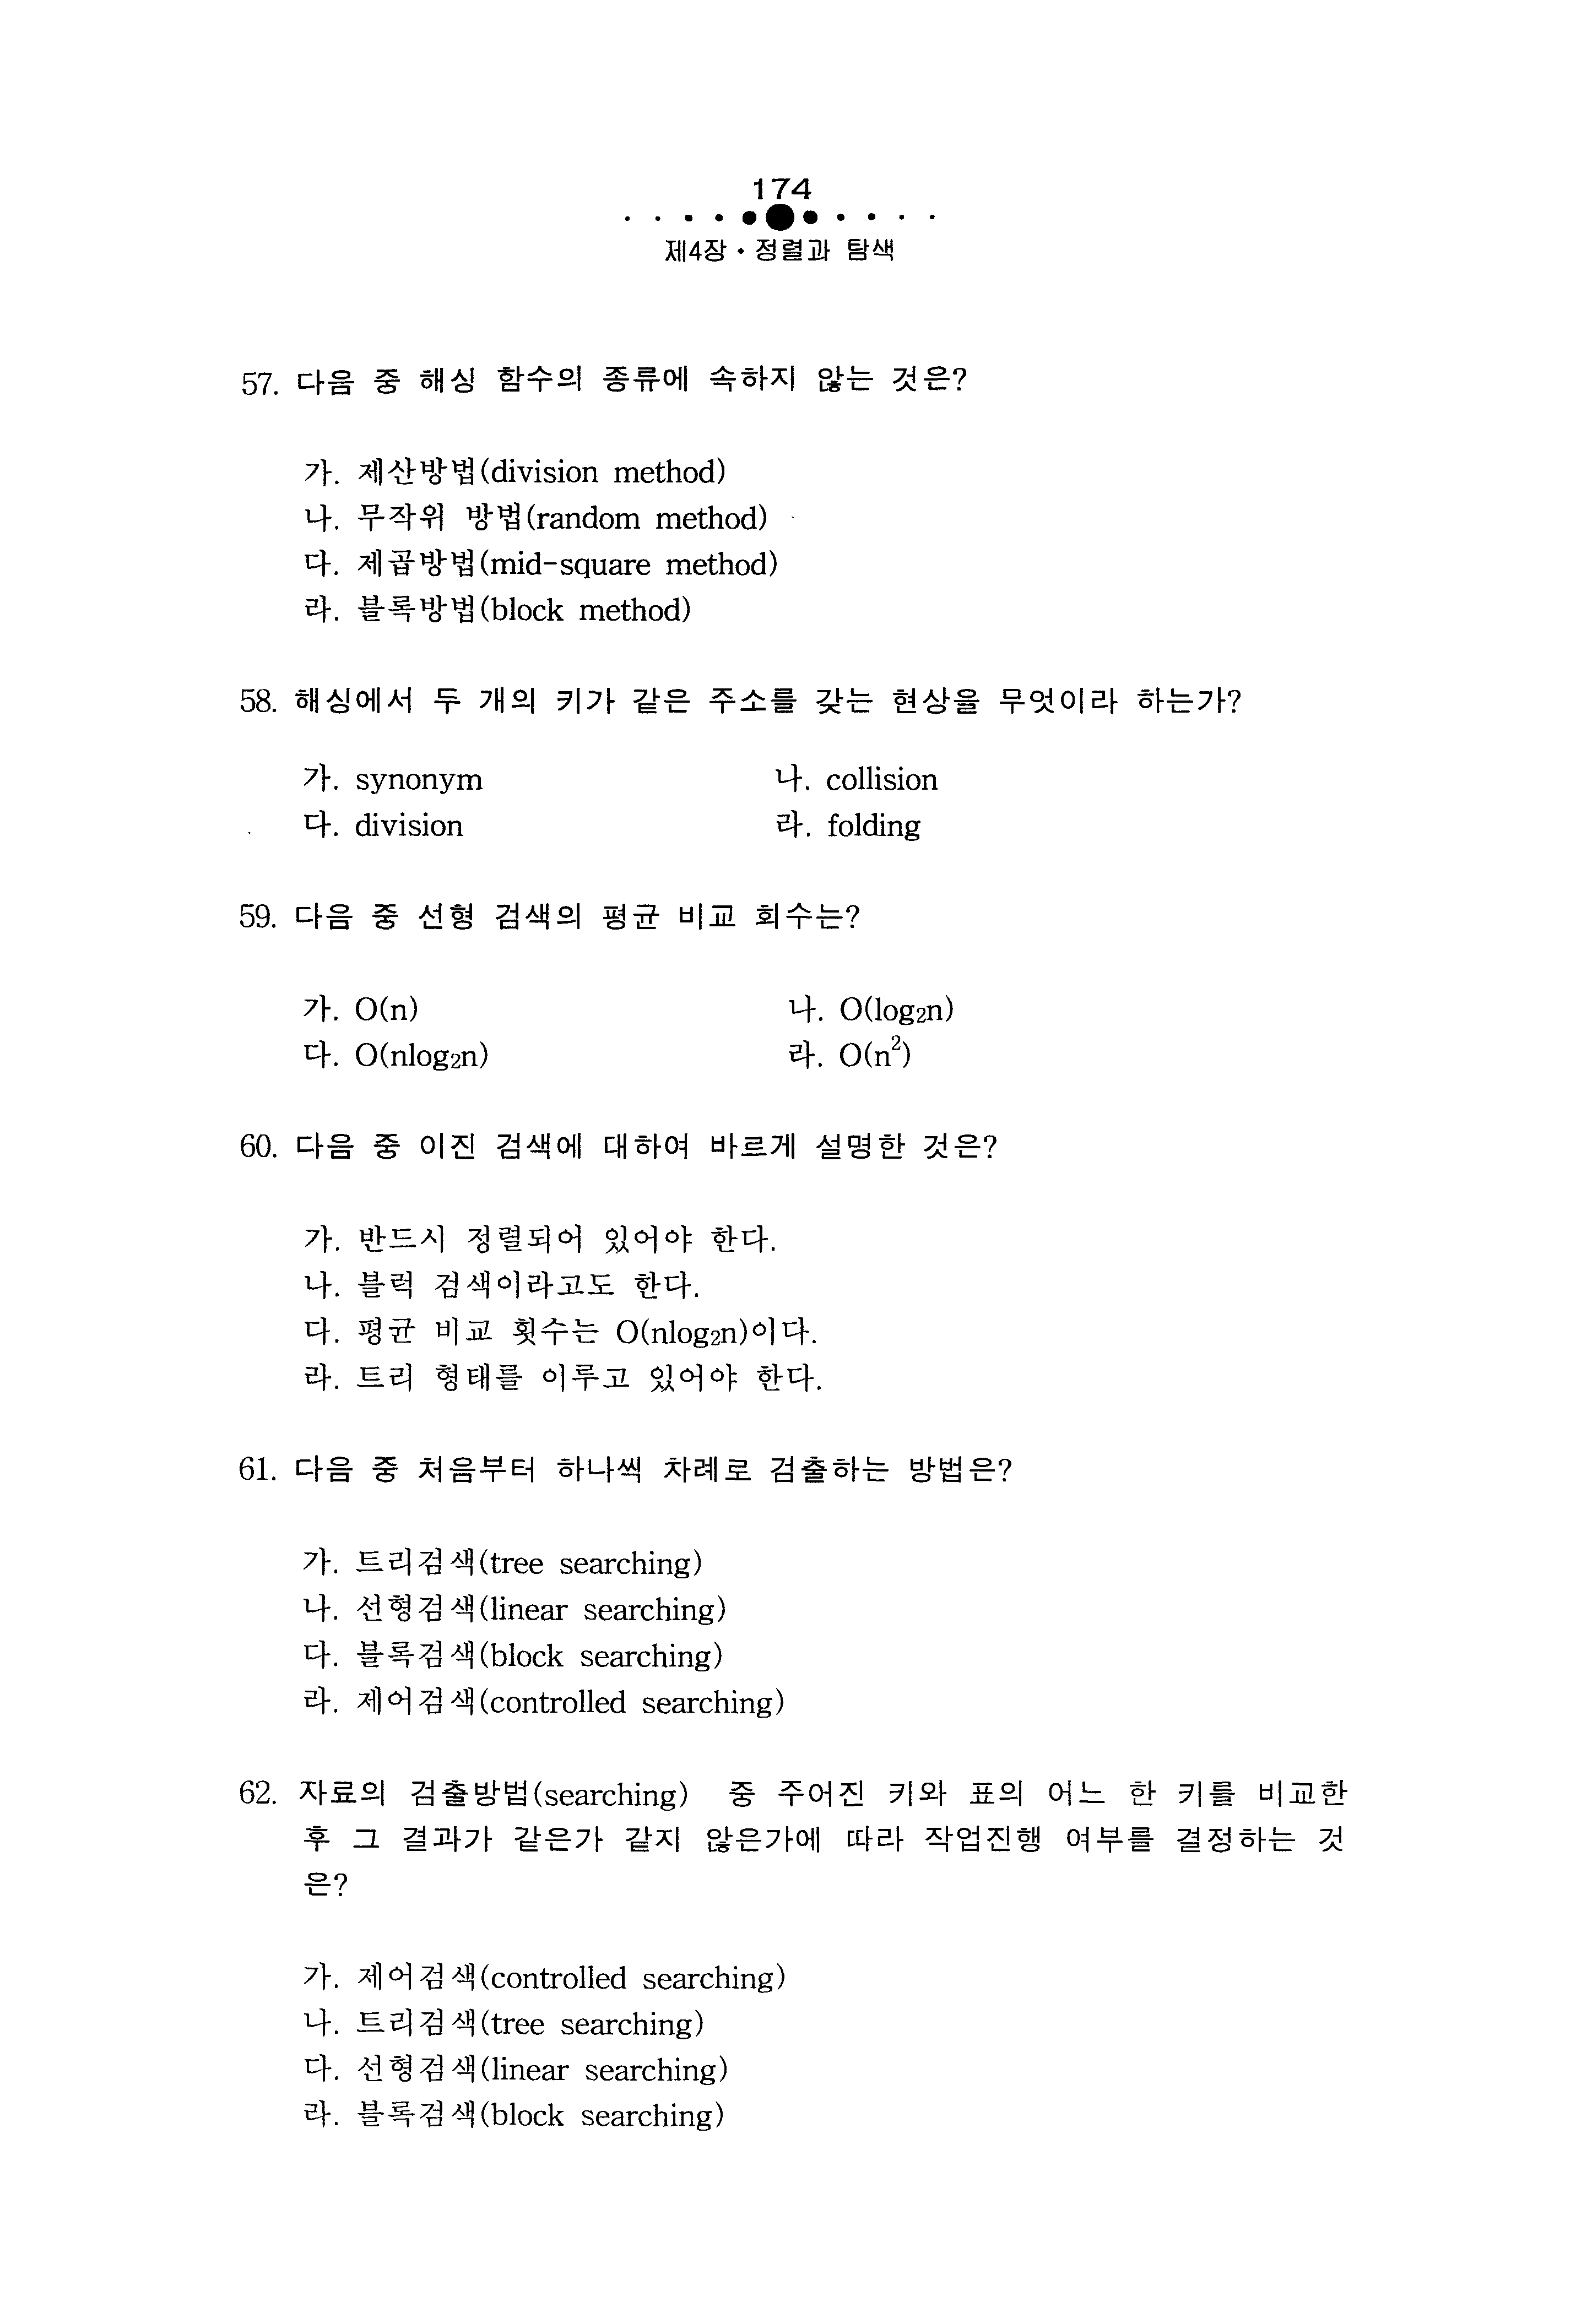 174
제4장 • 정렬과 탐색
57. 다음 중 해싱 함수의 종류에 속하지 않는 것은?
가. 제산방법(division method)
나. 무작위 방법(random method)
다. 제곱방법(mid-square method)
라. 블록방법(block method)
58. 해싱에서 두 개의 키가 같은 주소를 갖는 현상을 무엇이라 하는가?
가. synonym 나. collision
다. division 라. folding
59. 다음 중 선형 검색의 평균 비교 회수는?
가. O(n) 나. O(log₂n)
다. O(nlog₂n) 라. O(n²)
60. 다음 중 이진 검색에 대하여 바르게 설명한 것은?
가. 반드시 정렬되어 있어야 한다.
나. 블럭 검색이라고도 한다.
다. 평균 비교 횟수는 O(nlog₂n)이다.
라. 트리 형태를 이루고 있어야 한다.
61. 다음 중 처음부터 하나씩 차례로 검출하는 방법은?
가. 트리검색(tree searching)
나. 선형검색(linear searching)
다. 블록검색(block searching)
라. 제어검색(controlled searching)
62. 자료의 검출방법(searching) 중 주어진 키와 표의 어느 한 키를 비교한
후 그 결과가 같은가 같지 않은가에 따라 작업진행 여부를 결정하는 것
은?
가. 제어검색(controlled searching)
나. 트리검색(tree searching)
다. 선형검색(linear searching)
라. 블록검색(block searching)